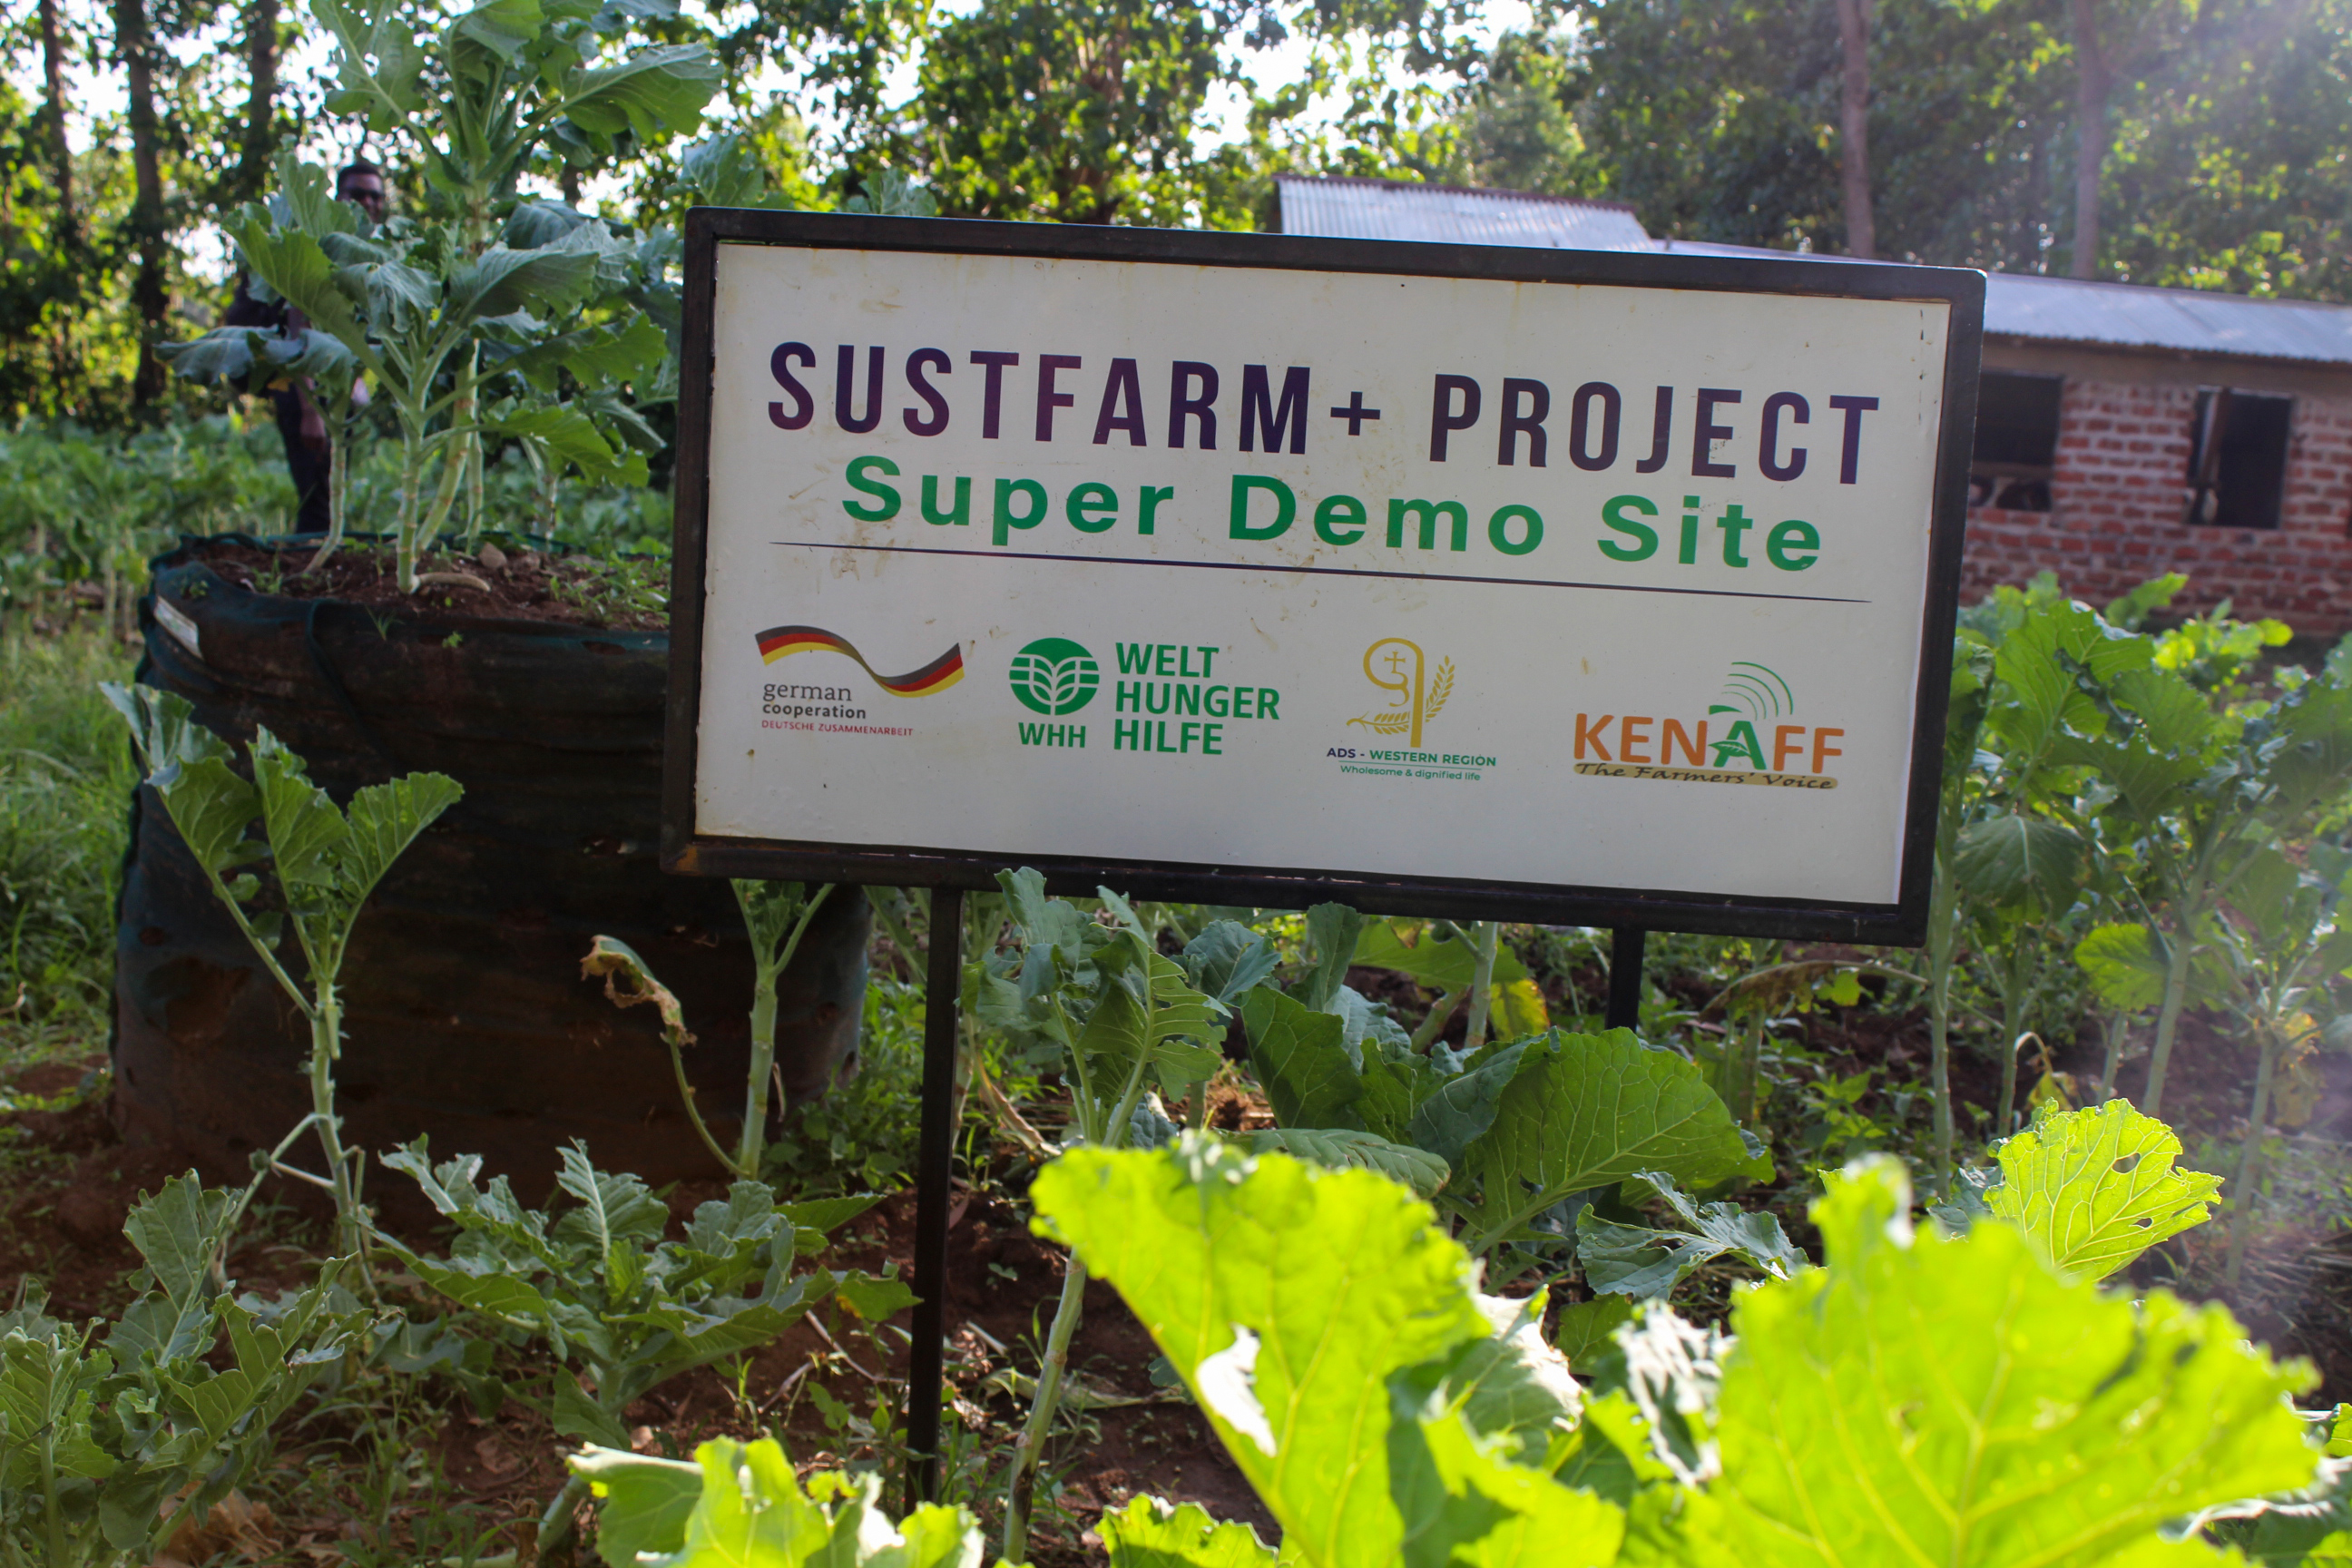 SUSTFARM+ PROJECT
Super Demo Site
german
cooperation
DEUTSCHE ZUSAMMENARBEIT
WHH
WELT
HUNGER
HILFE
ADS - WESTERN REGION
Wholesome & dignified life
KENAFF
The Farmers' Voice